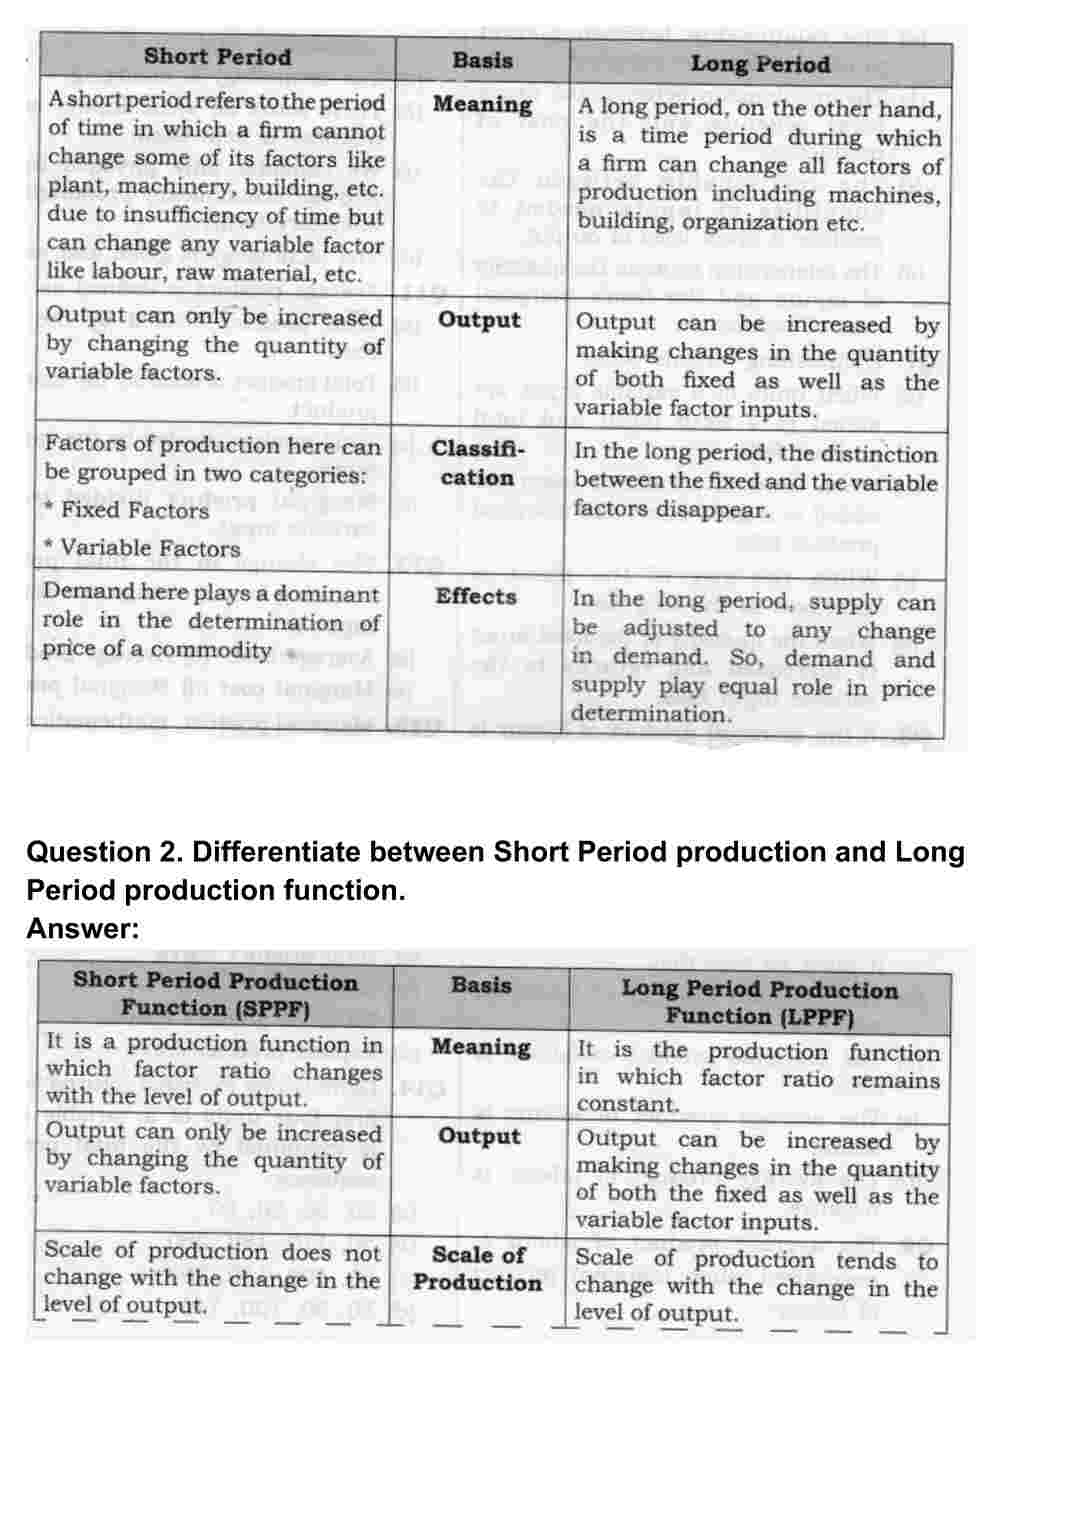 Short Period
Basis
Long Period
A short period refers to the period
of time in which a firm cannot
change some of its factors like
plant, machinery, building, etc.
due to insufficiency of time but
can change any variable factor
like labour, raw material, etc.
Meaning
A long period, on the other hand,
is a time period during which
a firm can change all factors of
production including machines,
building, organization etc.
Output can only be increased
by changing the quantity of
variable factors.
Output
Output can be increased by
making changes in the quantity
of both fixed as well as the
variable factor inputs.
Factors of production here can
be grouped in two categories:
* Fixed Factors
* Variable Factors
Classifi-
cation
In the long period, the distinction
between the fixed and the variable
factors disappear.
Demand here plays a dominant
role in the determination of
price of a commodity
Effects
In the long period, supply can
be adjusted to any change
in demand. So, demand and
supply play equal role in price
determination.
Question 2. Differentiate between Short Period production and Long
Period production function.
Answer:
Short Period Production
Function (SPPF)
Basis
Long Period Production
Function (LPPF)
It is a production function in
which factor ratio changes
with the level of output.
Meaning
It is the production function
in which factor ratio remains
constant.
Output can only be increased
by changing the quantity of
variable factors.
Output
Output can be increased by
making changes in the quantity
of both the fixed as well as the
variable factor inputs.
Scale of production does not
change with the change in the
level of output.
Scale of
Production
Scale of production tends to
change with the change in the
level of output.